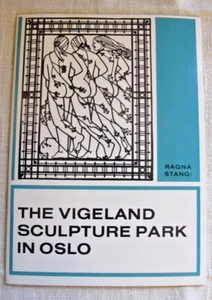 RAGNA
STANG:
THE VIGELAND
SCULPTURE PARK
IN OSLO